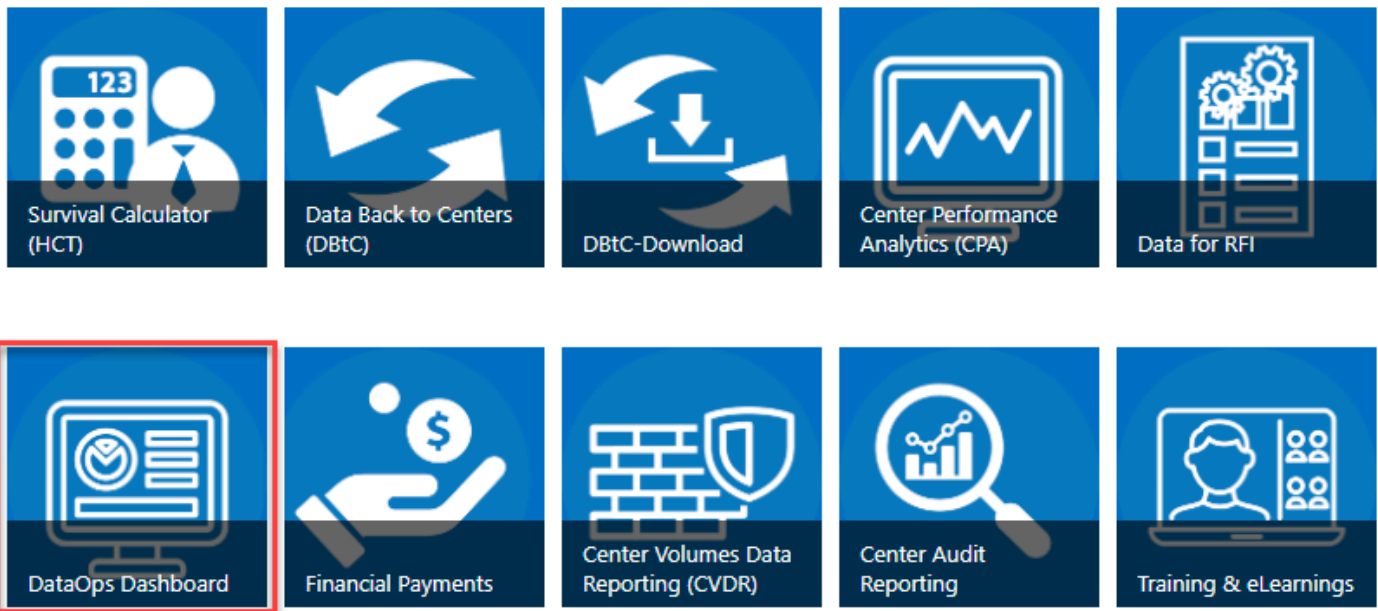 123
Survival Calculator
(HCT)
Data Back to Centers
(DBtC)
DBtC-Download
Center Performance
Analytics (CPA)
Data for RFI
DataOps Dashboard
$
Financial Payments
Center Volumes Data
Reporting (CVDR)
Center Audit
Reporting
Training & eLearnings